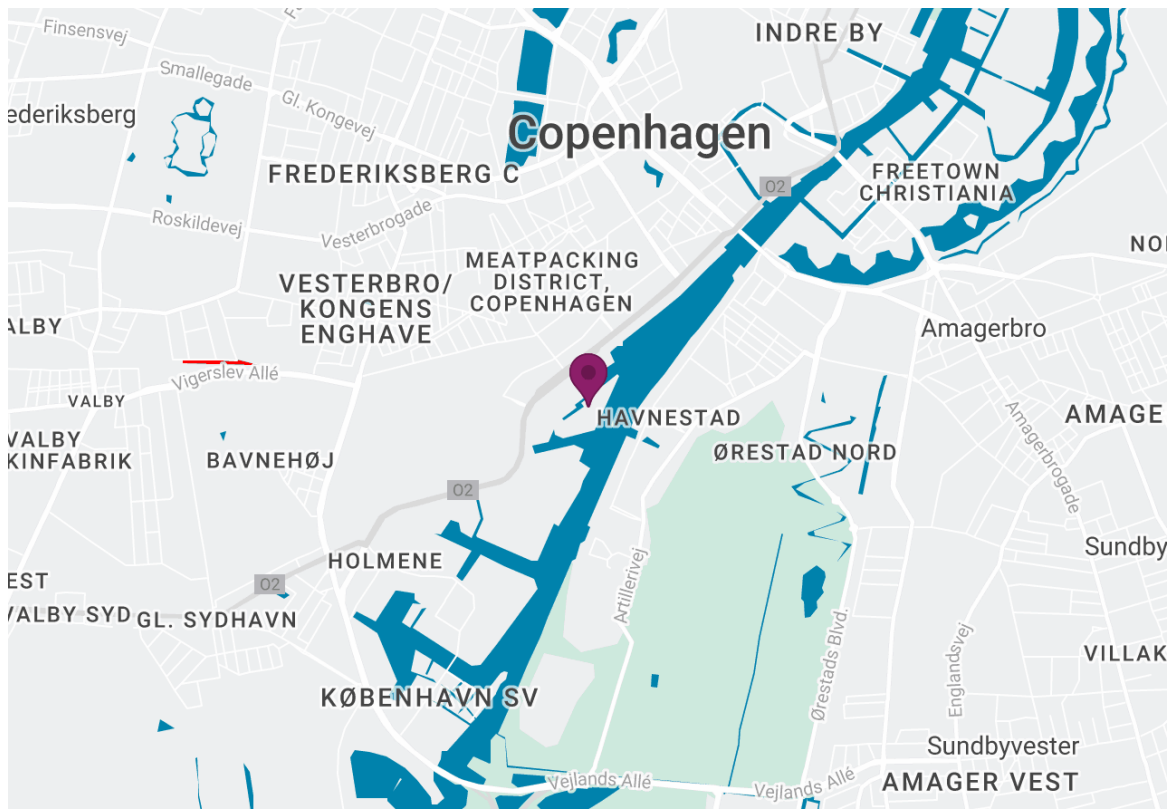 Finsensvej
INDRE BY
Smallegade
Gl. Kongevej
ederiksberg
Copenhagen
FREDERIKSBERG C
FREETOWN
CHRISTIANIA
O2
Roskildevej
Vesterbrogade
MEATPACKING
DISTRICT,
COPENHAGEN
VESTERBRO/
KONGENS
ENGHAVE
ALBY
Amagerbro
Vigerslev Allé
VALBY
HAVNESTAD
AMAGE
VALBY
KINFABRIK
BAVNEHØJ
ØRESTAD NORD
Amagerbrogade
O2
HOLMENE
Sundby
Artillerivej
O2
EST
VALBY SYD
GL. SYDHAVN
Ørestads Blvd.
Englandsvej
VILLAK
KØBENHAVN SV
Sundbyvester
Vejlands Allé
Vejlands Allé
AMAGER VEST